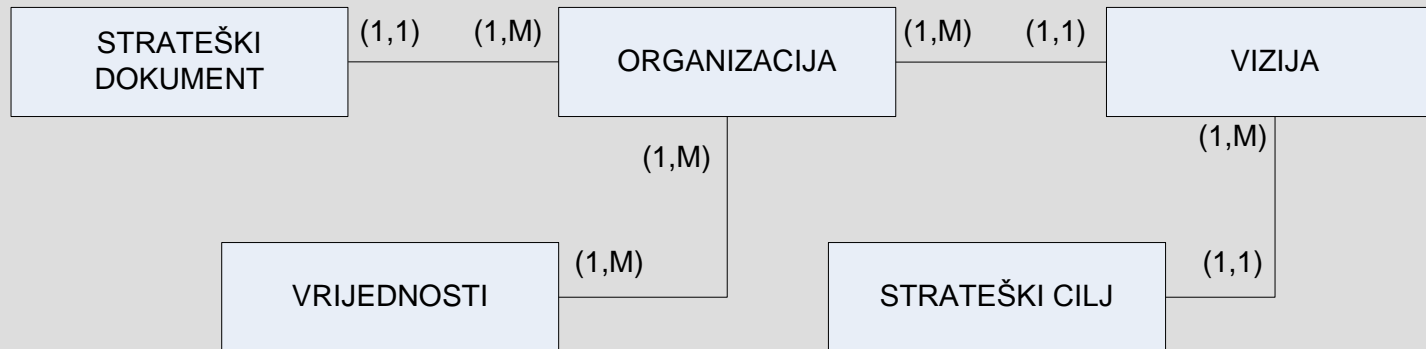 STRATEŠKI
DOKUMENT
(1,1)
(1,M)
ORGANIZACIJA
(1,M)
(1,1)
VIZIJA
(1,M)
(1,M)
VRIJEDNOSTI
(1,M)
STRATEŠKI CILJ
(1,1)